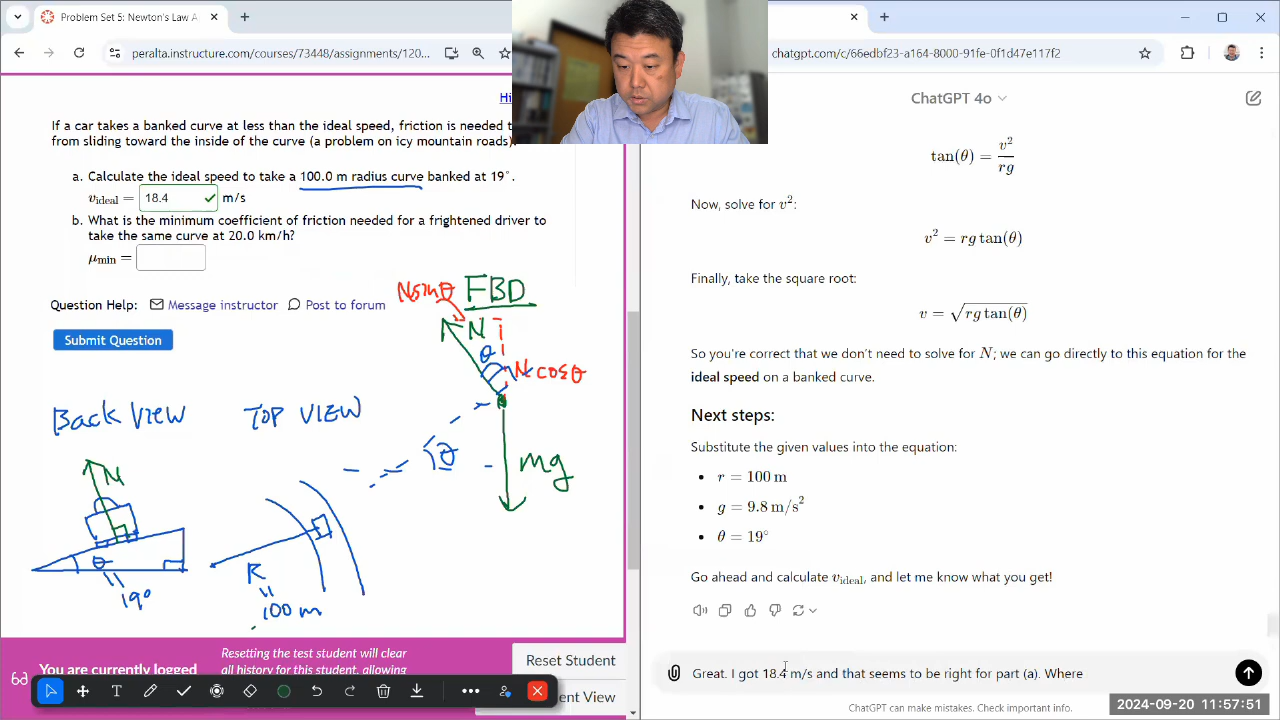 Problem Set 5: Newton's Law A
peralta.instructure.com/courses/73448/assignments/120...
chatgpt.com/c/66edbf23-a164-8000-91fe-0f1d47e117f2
ChatGPT 4o
If a car takes a banked curve at less than the ideal speed, friction is needed t
from sliding toward the inside of the curve (a problem on icy mountain roads).
a. Calculate the ideal speed to take a 100.0 m radius curve banked at 19°.
v_ideal = 18.4 m/s
b. What is the minimum coefficient of friction needed for a frightened driver to
take the same curve at 20.0 km/h?
μ_min =
Question Help: Message instructor Post to forum
Submit Question
FBD
N sin θ
N
θ
N cos θ
mg
θ
Back View
TOP VIEW
N
θ
19°
R
100 m
You are currently logged
Resetting the test student will clear
all history for this student, allowing
Reset Student
ent View
tan(θ) = v²/rg
Now, solve for v²:
v² = rg tan(θ)
Finally, take the square root:
v = √rg tan(θ)
So you're correct that we don't need to solve for N; we can go directly to this equation for the
ideal speed on a banked curve.
Next steps:
Substitute the given values into the equation:
• r = 100 m
• g = 9.8 m/s²
• θ = 19°
Go ahead and calculate v_ideal, and let me know what you get!
Great. I got 18.4 m/s and that seems to be right for part (a). Where
ChatGPT can make mistakes. Check important info.
2024-09-20 11:57:51